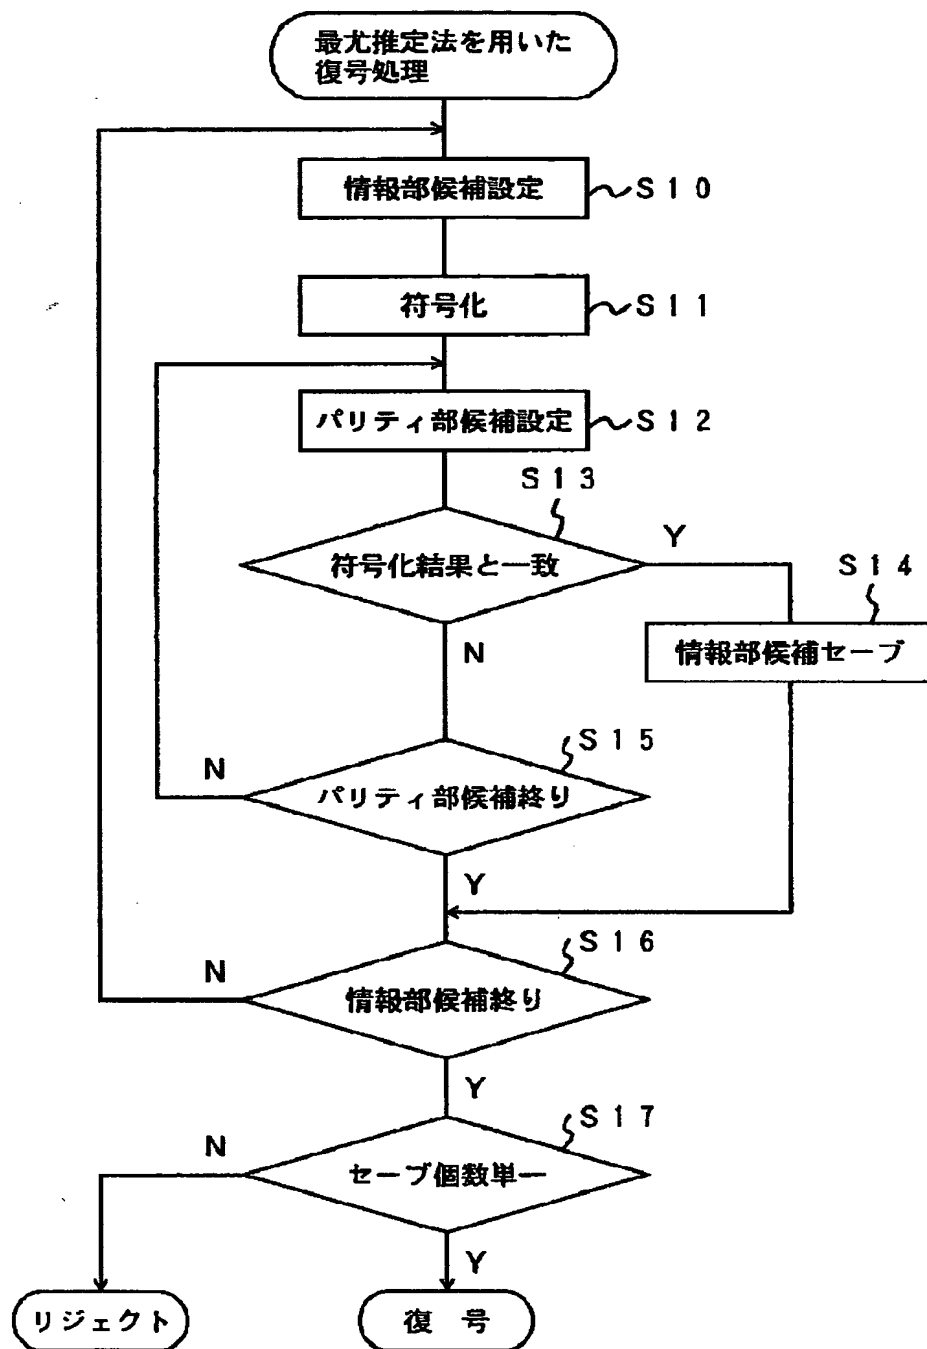 最尤推定法を用いた
復号処理
情報部候補設定
S10
符号化
S11
パリティ部候補設定
S12
S13
符号化結果と一致
Y
S14
N
情報部候補セーブ
S15
N
パリティ部候補終り
Y
S16
N
情報部候補終り
Y
S17
N
セーブ個数単一
Y
リジェクト
復 号